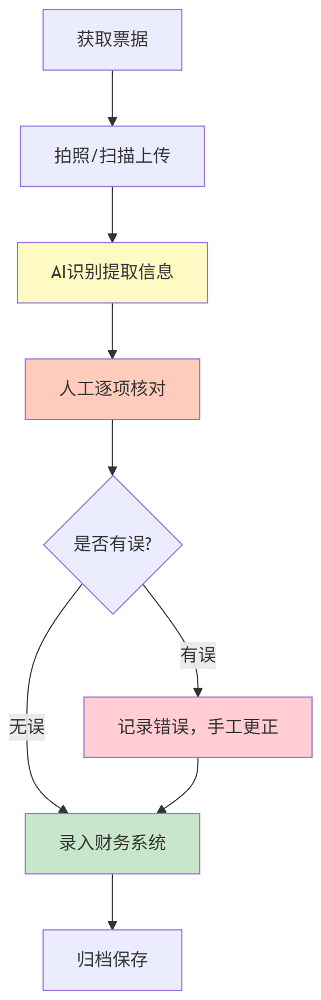 获取票据
拍照/扫描上传
AI识别提取信息
人工逐项核对
是否有误?
有误
无误
记录错误，手工更正
录入财务系统
归档保存